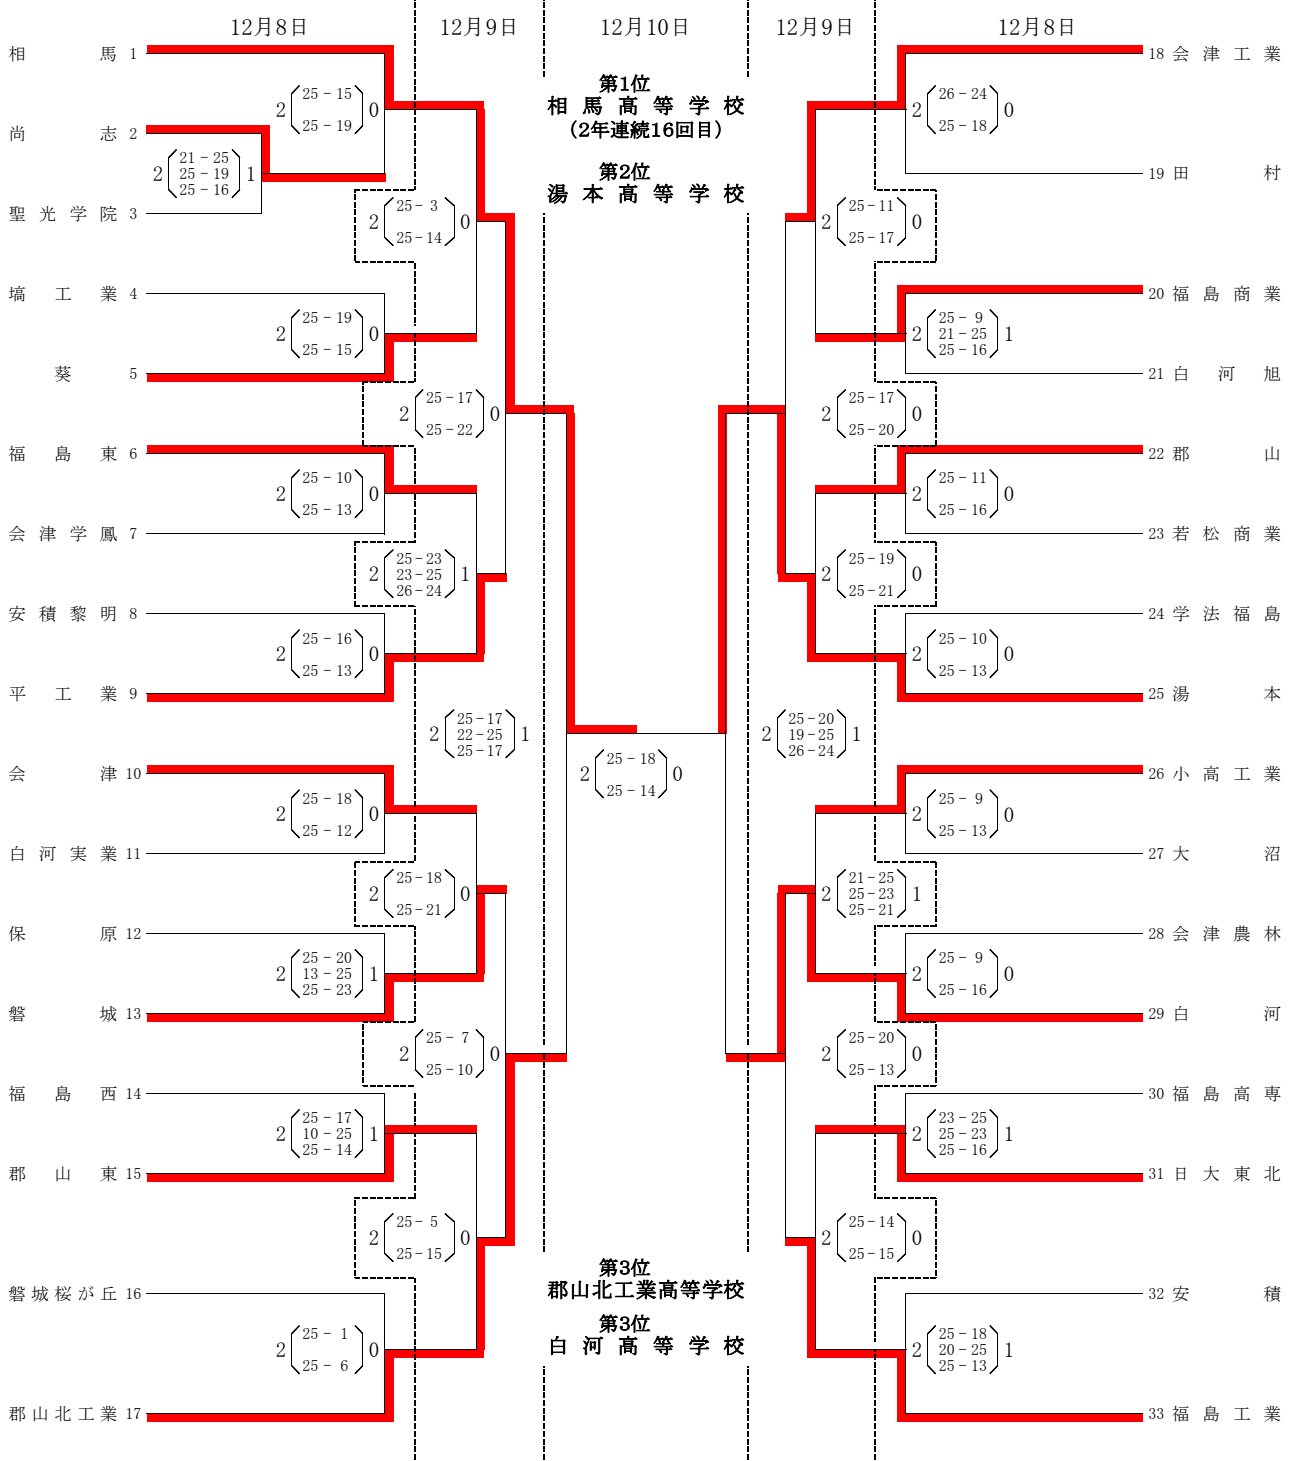 12月8日 12月9日 12月10日 12月9日 12月8日
相馬 1
尚志 2
聖光学院 3
塙工業 4
葵 5
福島東 6
会津学鳳 7
安積黎明 8
平工業 9
会津 10
白河実業 11
保原 12
磐城 13
福島西 14
郡山東 15
磐城桜が丘 16
郡山北工業 17
2 25-15 0
25-19
21-25
2 25-19 1
25-16
2 25-19 0
25-15
2 25-10 0
25-13
2 25-16 0
25-13
2 25-18 0
25-12
25-20
2 13-25 1
25-23
25-17
2 10-25 1
25-14
2 25-1 0
25-6
2 25-3 0
25-14
25-23
2 23-25 1
26-24
2 25-18 0
25-21
2 25-5 0
25-15
2 25-17 0
25-22
2 25-7 0
25-10
25-17
2 22-25 1
25-17
第1位
相馬高等学校
(2年連続16回目)
第2位
湯本高等学校
2 25-18 0
25-14
第3位
郡山北工業高等学校
第3位
白河高等学校
25-20
2 19-25 1
26-24
2 25-17 0
25-20
2 25-20 0
25-13
2 25-11 0
25-17
2 25-19 0
25-21
21-25
2 25-23 1
25-21
2 25-14 0
25-15
2 26-24 0
25-18
25-9
2 21-25 1
25-16
2 25-11 0
25-16
2 25-10 0
25-13
2 25-9 0
25-13
2 25-9 0
25-16
23-25
2 25-23 1
25-16
25-18
2 20-25 1
25-13
18 会津工業
19 田村
20 福島商業
21 白河旭
22 郡山
23 若松商業
24 学法福島
25 湯本
26 小高工業
27 大沼
28 会津農林
29 白河
30 福島高専
31 日大東北
32 安積
33 福島工業